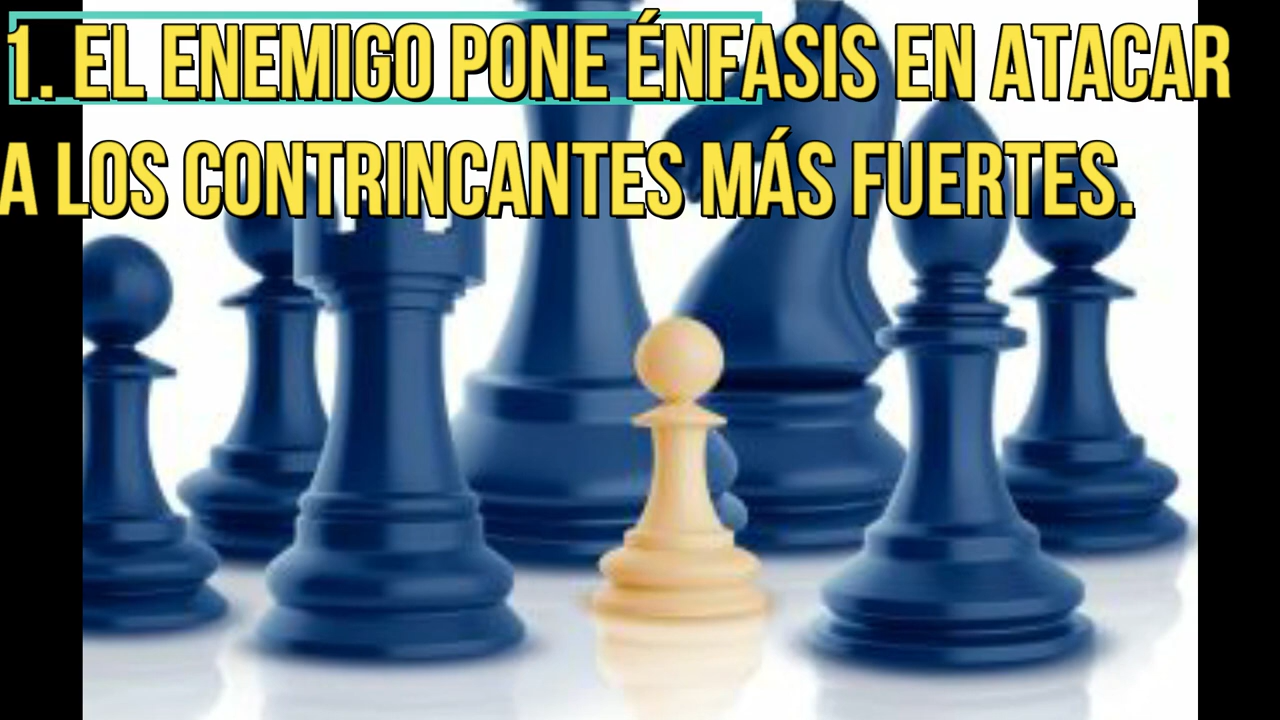 1. EL ENEMIGO PONE ÉNFASIS EN ATACAR
A LOS CONTRINCANTES MÁS FUERTES.